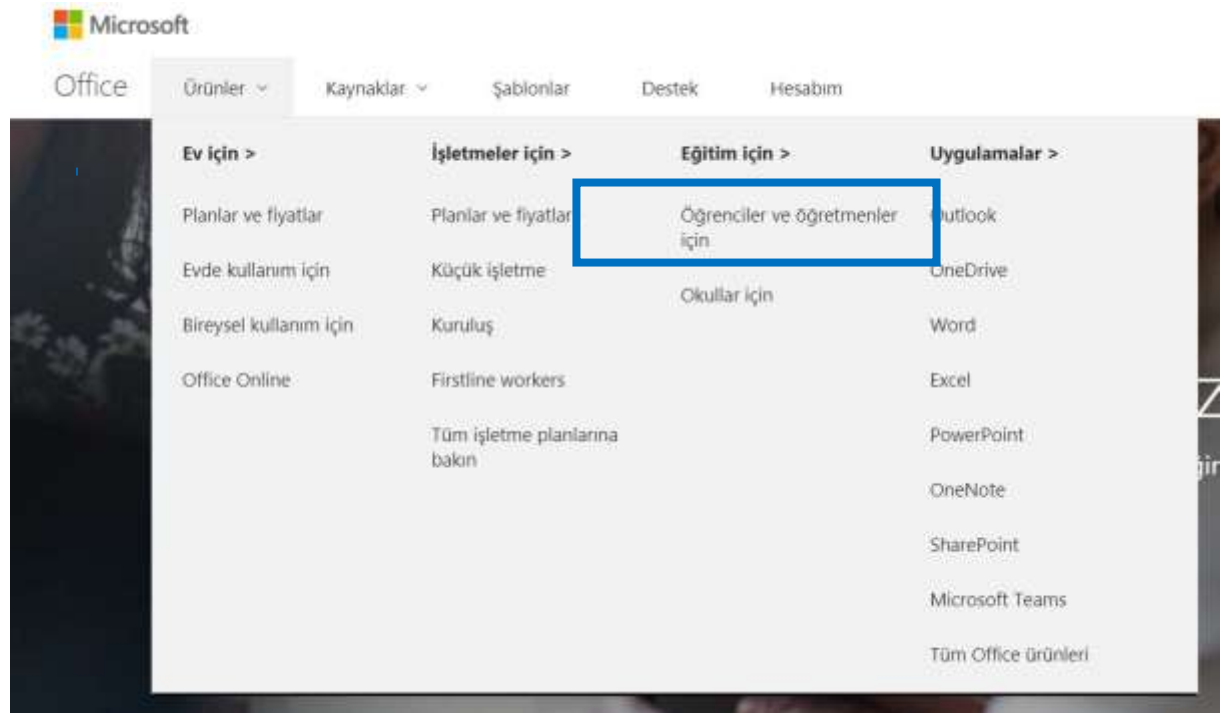 Microsoft
Office
Ürünler
Kaynaklar
Şablonlar
Destek
Hesabım
Ev için >
Planlar ve fiyatlar
Evde kullanım için
Bireysel kullanım için
Office Online
İşletmeler için >
Planlar ve fiyatlar
Küçük işletme
Kuruluş
Firstline workers
Tüm işletme planlarına
bakın
Eğitim için >
Öğrenciler ve öğretmenler
için
Okullar için
Uygulamalar >
Outlook
OneDrive
Word
Excel
PowerPoint
OneNote
SharePoint
Microsoft Teams
Tüm Office ürünleri